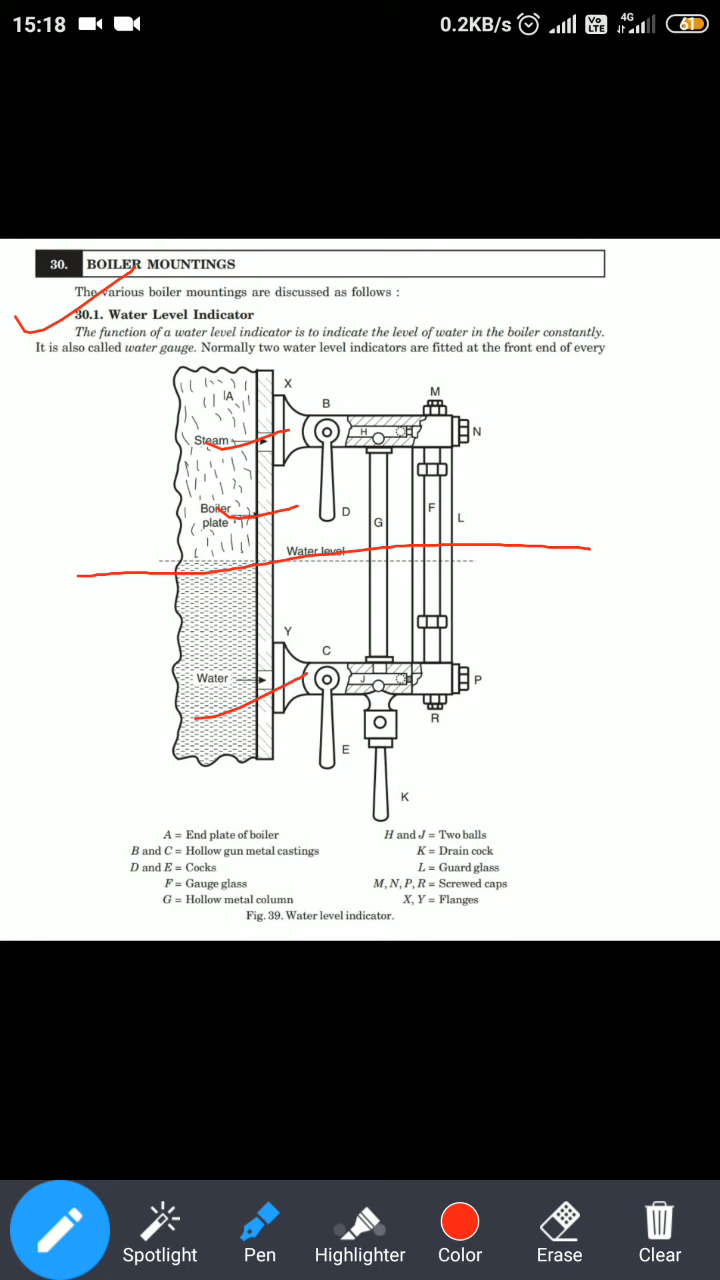 15:18 0.2KB/s Vo LTE 4G 61
30. BOILER MOUNTINGS
The various boiler mountings are discussed as follows :
30.1. Water Level Indicator
The function of a water level indicator is to indicate the level of water in the boiler constantly.
It is also called water gauge. Normally two water level indicators are fitted at the front end of every
X
M
A
B
N
H
Steam
Boiler
plate
D
G
F
L
Water level
Y
C
Water
J
P
R
E
K
A = End plate of boiler H and J = Two balls
B and C = Hollow gun metal castings K = Drain cock
D and E = Cocks L = Guard glass
F = Gauge glass M, N, P, R = Screwed caps
G = Hollow metal column X, Y = Flanges
Fig. 39. Water level indicator.
Spotlight Pen Highlighter Color Erase Clear